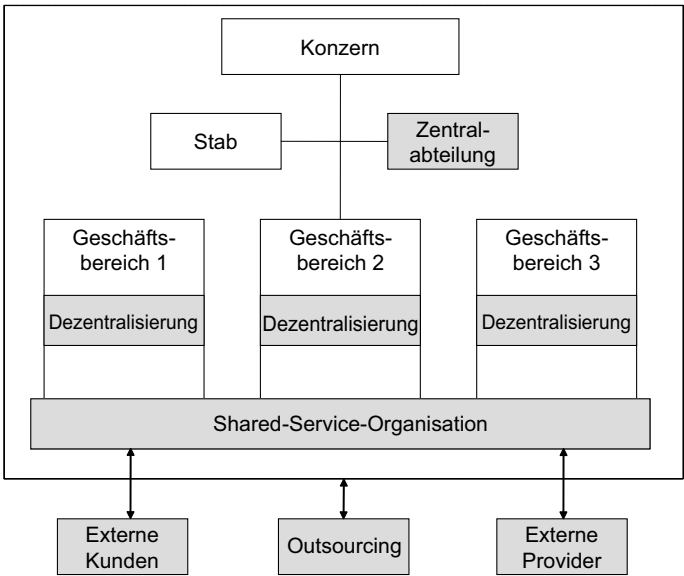 Konzern
Stab
Zentral-
abteilung
Geschäfts-
bereich 1
Geschäfts-
bereich 2
Geschäfts-
bereich 3
Dezentralisierung
Dezentralisierung
Dezentralisierung
Shared-Service-Organisation
Externe
Kunden
Outsourcing
Externe
Provider